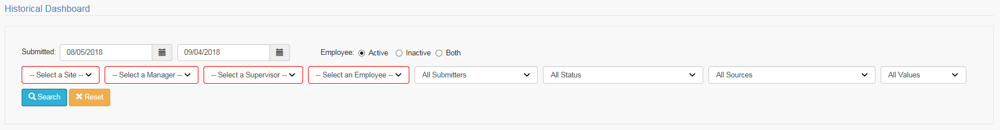 Historical Dashboard
Submitted: 08/05/2018 09/04/2018 Employee: Active Inactive Both
-- Select a Site -- -- Select a Manager -- -- Select a Supervisor -- -- Select an Employee -- All Submitters All Status All Sources All Values
Search Reset